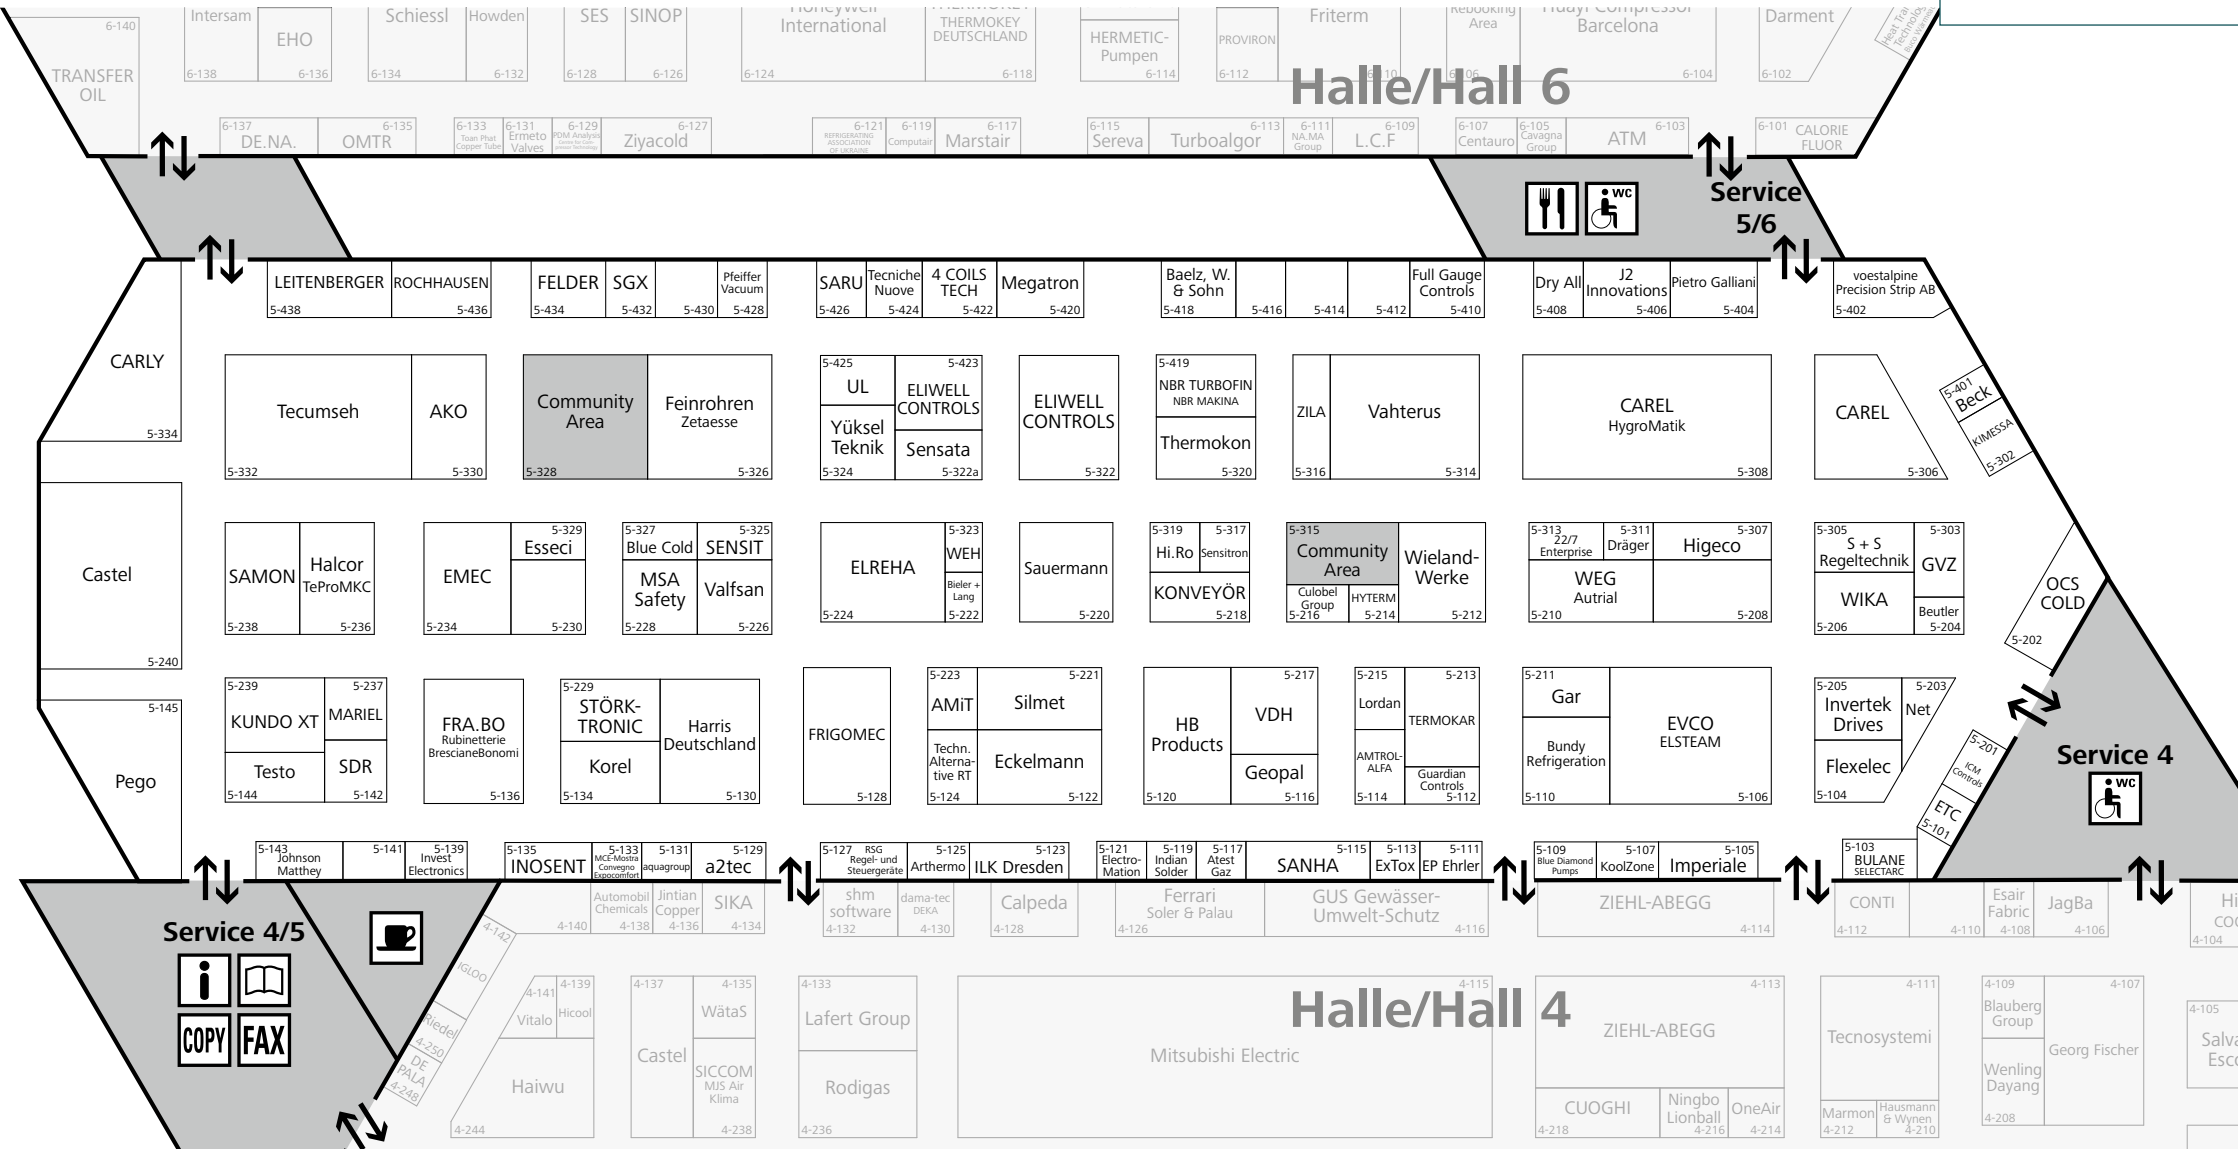 6-140
TRANSFER
OIL
Intersam
6-138
EHO
6-136
Schiessl
6-134
Howden
6-132
SES
6-128
SINOP
6-126
Honeywell
International
6-124
THERMOKEY
THERMOKEY
DEUTSCHLAND
6-118
HERMETIC-
Pumpen
6-114
PROVIRON
6-112
Friterm
6-110
Rebooking
Area
6-106
Huayi Compressor
Barcelona
6-104
Darment
6-102
Halle/Hall 6
6-137
DE.NA.
6-135
OMTR
6-133
Toan Phat
Copper Tube
6-131
Ermeto
Valves
6-129
PDM Analysis
6-127
Ziyacold
6-121
REFRIGERATING
ASSOCIATION
OF UKRAINE
6-119
Computair
6-117
Marstair
6-115
Sereva
6-113
Turboalgor
6-111
NA.MA
Group
6-109
L.C.F
6-107
Centauro
6-105
Cavagna
Group
6-103
ATM
6-101
CALORIE
FLUOR
Service
5/6
WC
LEITENBERGER
5-438
ROCHHAUSEN
5-436
FELDER
5-434
SGX
5-432
5-430
Pfeiffer
Vacuum
5-428
SARU
5-426
Tecniche
Nuove
5-424
4 COILS
TECH
5-422
Megatron
5-420
Baelz, W.
& Sohn
5-418
5-416
5-414
5-412
Full Gauge
Controls
5-410
Dry All
5-408
J2
Innovations
5-406
Pietro Galliani
5-404
voestalpine
Precision Strip AB
5-402
CARLY
5-334
Tecumseh
5-332
AKO
5-330
Community
Area
5-328
Feinrohren
Zetaesse
5-326
5-425
UL
Yüksel
Teknik
5-324
5-423
ELIWELL
CONTROLS
Sensata
5-322a
ELIWELL
CONTROLS
5-322
5-419
NBR TURBOFIN
NBR MAKINA
Thermokon
5-320
ZILA
5-316
Vahterus
5-314
CAREL
HygroMatik
5-308
CAREL
5-306
5-401
Beck
KIMESSA
5-302
Castel
5-240
SAMON
5-238
Halcor
TeProMKC
5-236
EMEC
5-234
5-329
Esseci
5-230
5-327
Blue Cold
5-325
SENSIT
MSA
Safety
5-228
Valfsan
5-226
ELREHA
5-224
5-323
WEH
Bieler +
Lang
5-222
Sauermann
5-220
5-319
Hi.Ro
5-317
Sensitron
KONVEYÖR
5-218
5-315
Community
Area
Culobel
Group
5-216
HYTERM
5-214
Wieland-
Werke
5-212
5-313
22/7
Enterprise
5-311
Dräger
5-307
Higeco
WEG
Autrial
5-210
5-208
5-305
S + S
Regeltechnik
5-303
GVZ
WIKA
5-206
Beutler
5-204
OCS
COLD
5-202
5-145
Pego
5-239
KUNDO XT
5-237
MARIEL
Testo
5-144
SDR
5-142
FRA.BO
Rubinetterie
BrescianeBonomi
5-136
5-229
STÖRK-
TRONIC
Korel
5-134
Harris
Deutschland
5-130
FRIGOMEC
5-128
5-223
AMiT
5-221
Silmet
Techn.
Alterna-
tive RT
5-124
Eckelmann
5-122
HB
Products
5-120
5-217
VDH
Geopal
5-116
5-215
Lordan
5-213
TERMOKAR
AMTROL-
ALFA
5-114
Guardian
Controls
5-112
5-211
Gar
Bundy
Refrigeration
5-110
EVCO
ELSTEAM
5-106
5-205
Invertek
Drives
5-203
Net
Flexelec
5-104
5-201
ICM
Controls
ETC
5-101
Service 4
WC
5-143
Johnson
Matthey
5-141
5-139
Invest
Electronics
5-135
INOSENT
5-133
MCE-Mostra
Convegno
Expocomfort
5-131
aquagroup
5-129
a2tec
5-127
RSG
Regel- und
Steuergeräte
5-125
Arthermo
5-123
ILK Dresden
5-121
Electro-
Mation
5-119
Indian
Solder
5-117
Atest
Gaz
5-115
SANHA
5-113
ExTox
5-111
EP Ehrler
5-109
Blue Diamond
Pumps
5-107
KoolZone
5-105
Imperiale
5-103
BULANE
SELECTARC
Service 4/5
COPY
FAX
4-142
IGLOO
Riedel
4-250
DE
PALA
4-248
4-140
Automobil
Chemicals
4-138
Jintian
Copper
4-136
SIKA
4-134
shm
software
4-132
dama-tec
DEKA
4-130
Calpeda
4-128
Ferrari
Soler & Palau
4-126
GUS Gewässer-
Umwelt-Schutz
4-116
ZIEHL-ABEGG
4-114
CONTI
4-112
4-110
Esair
Fabric
4-108
JagBa
4-106
4-104
4-141
Vitalo
4-139
Hicool
Haiwu
4-244
4-137
Castel
4-135
WätaS
SICCOM
MJS Air
Klima
4-238
4-133
Lafert Group
Rodigas
4-236
4-115
Mitsubishi Electric
Halle/Hall 4
4-113
ZIEHL-ABEGG
CUOGHI
4-218
Ningbo
Lionball
4-216
OneAir
4-214
4-111
Tecnosystemi
Marmon
4-212
Hausmann
& Wynen
4-210
4-109
Blauberg
Group
Wenling
Dayang
4-208
4-107
Georg Fischer
4-105